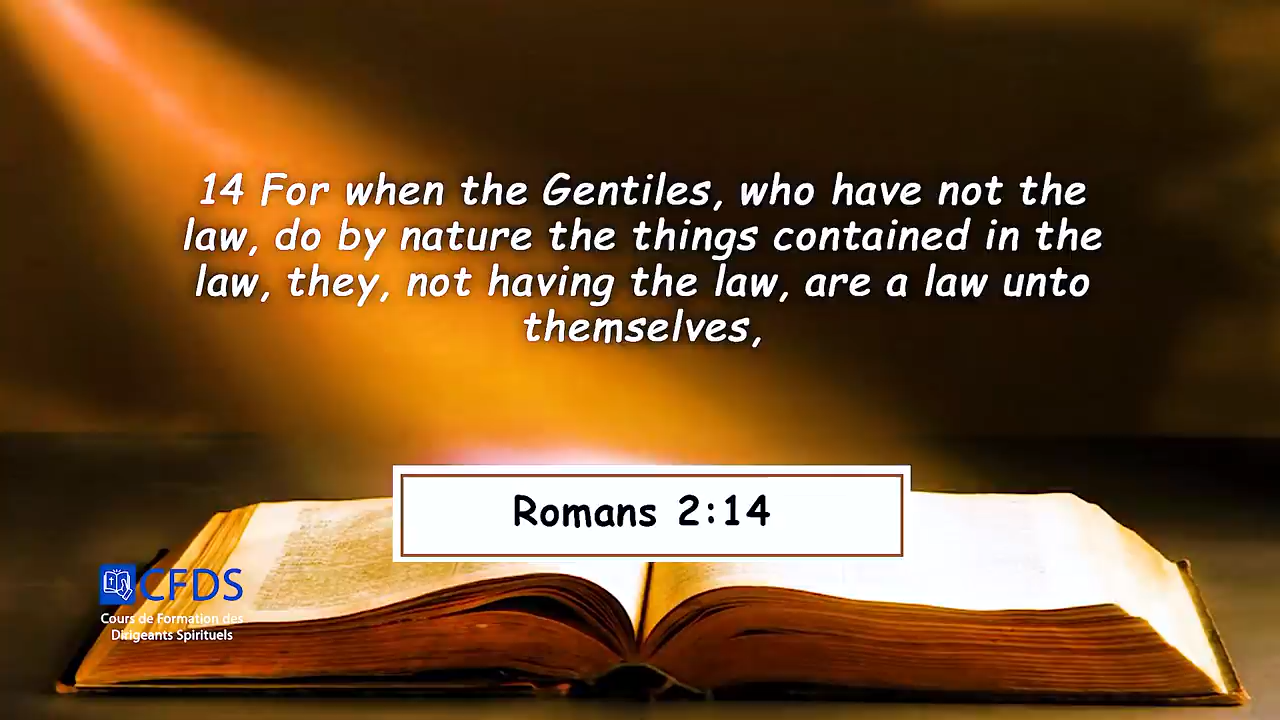 14 For when the Gentiles, who have not the
law, do by nature the things contained in the
law, they, not having the law, are a law unto
themselves,
Romans 2:14
CFDS
Cours de Formation des
Dirigeants Spirituels